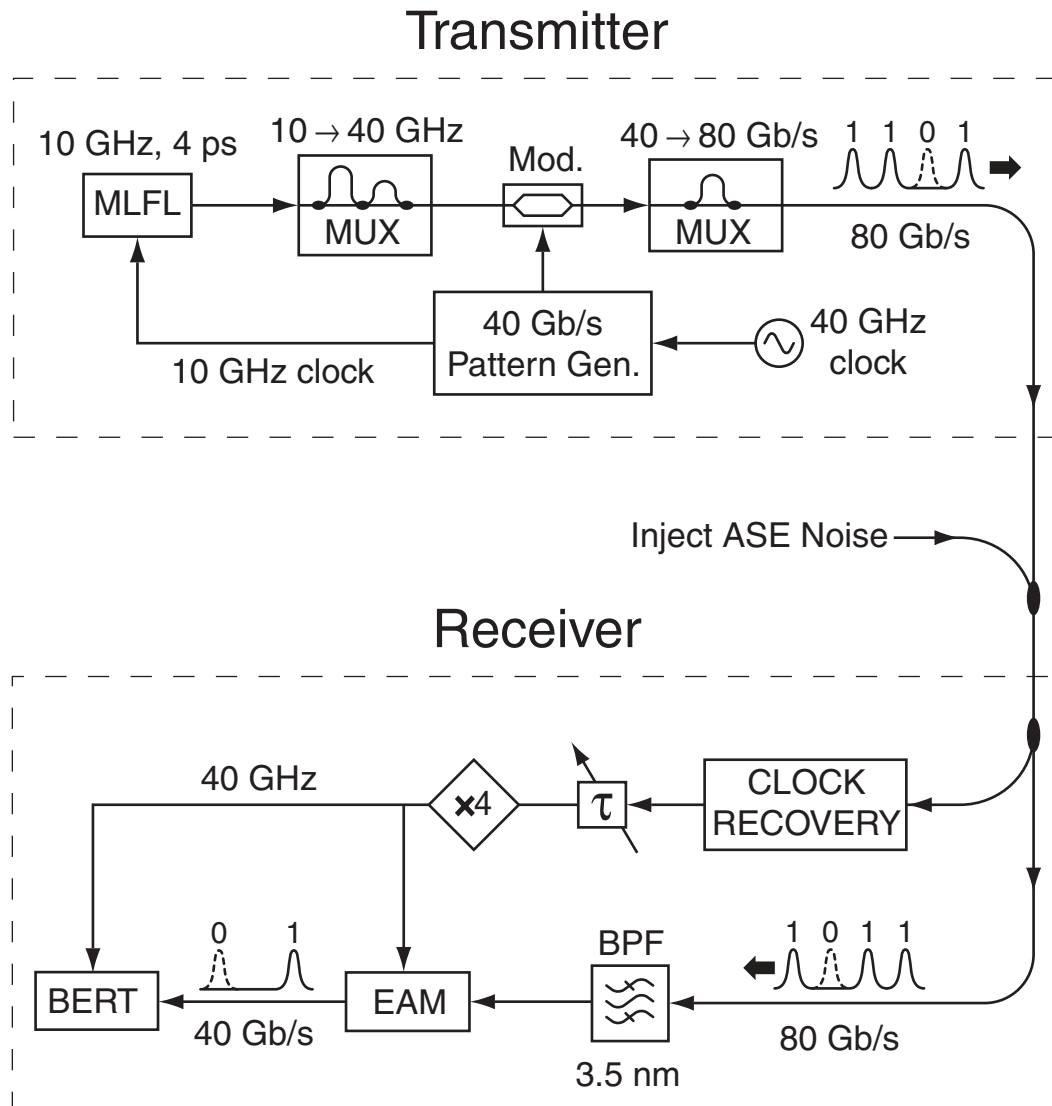 Transmitter
10 GHz, 4 ps
10→40 GHz
Mod.
40→80 Gb/s
1 1 0 1
MLFL
MUX
MUX
80 Gb/s
40 Gb/s
Pattern Gen.
40 GHz
clock
10 GHz clock
Inject ASE Noise
Receiver
40 GHz
×4
τ
CLOCK
RECOVERY
0 1
BPF
1 0 1 1
BERT
EAM
40 Gb/s
80 Gb/s
3.5 nm